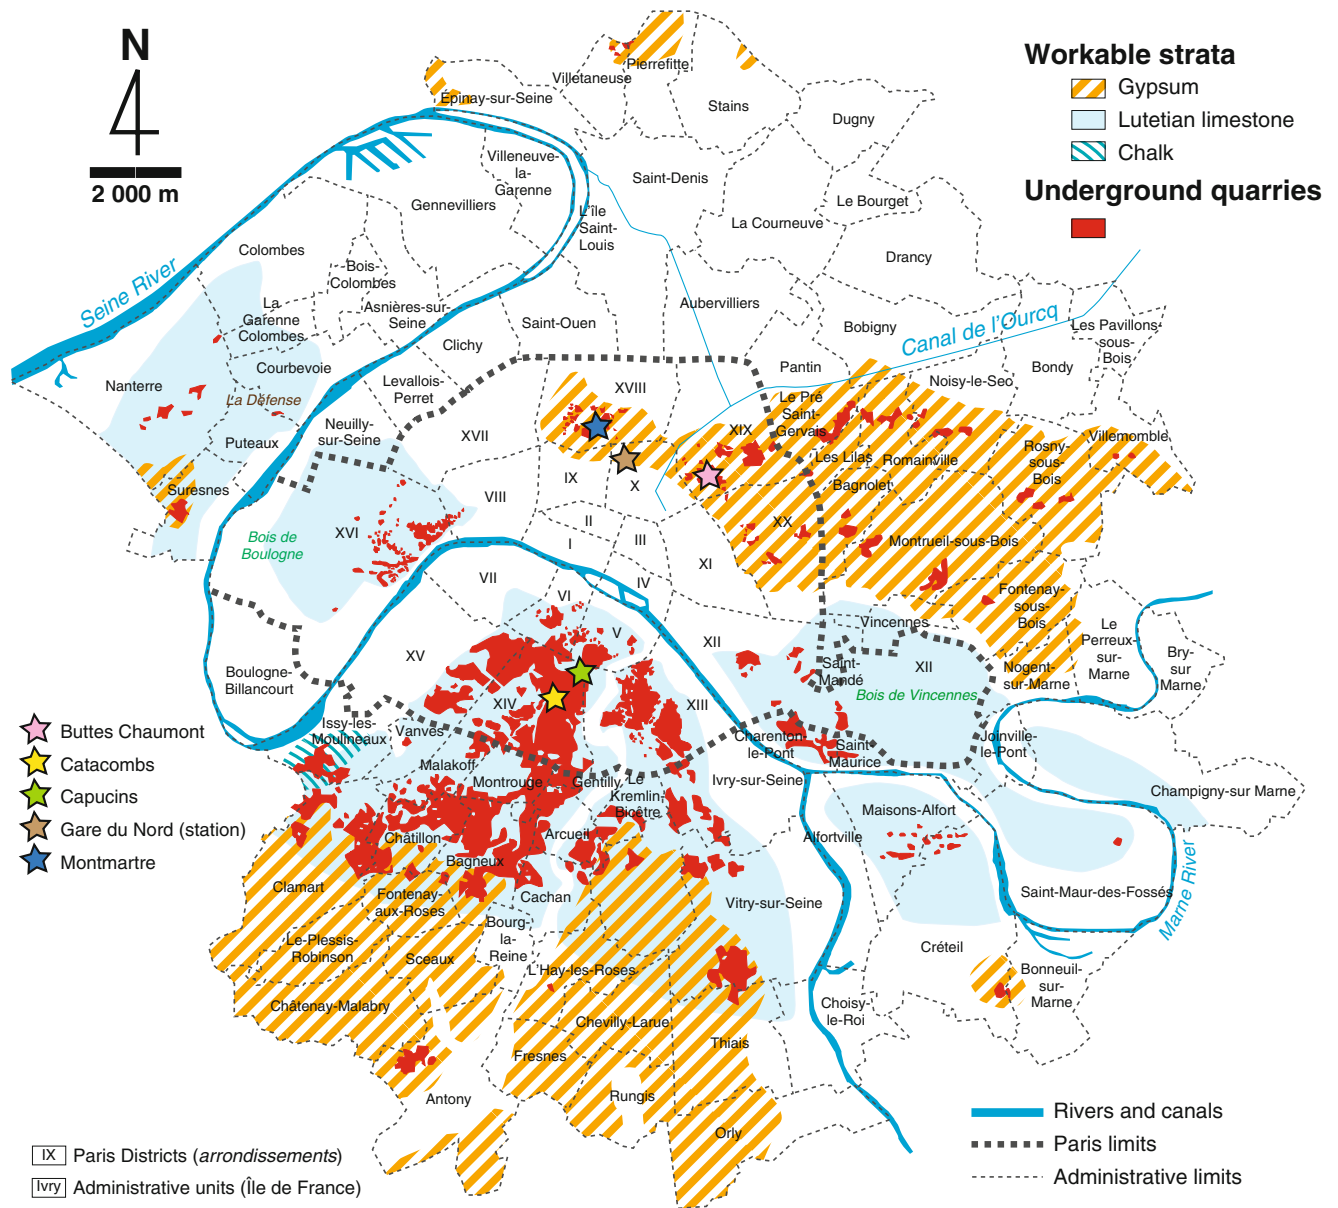 N
2 000 m
Workable strata
Gypsum
Lutetian limestone
Chalk
Underground quarries
Villetaneuse
Pierrefitte
Épinay-sur-Seine
Stains
Dugny
Villeneuve-
la-
Garenne
Saint-Denis
Gennevilliers
L'île
Saint-
Louis
Le Bourget
La Courneuve
Drancy
Colombes
Bois-
Colombes
Seine River
La
Garenne
Colombes
Asnières-sur-
Seine
Saint-Ouen
Aubervilliers
Bobigny
Canal de l'Ourcq
Les Pavillons-
sous-
Bois
Clichy
Courbevoie
Pantin
Bondy
Noisy-le-Sec
Nanterre
La Défense
Levallois-
Perret
XVIII
Le Pré
Saint-
Gervais
Puteaux
Neuilly-
sur-Seine
XVII
XIX
Villemomble
Rosny-
sous-
Bois
Les Lilas
Romainville
Suresnes
IX
X
Bagnolet
VIII
II
XX
Bois de
Boulogne
XVI
I
III
Montreuil-sous-Bois
VII
IV
XI
Fontenay-
sous-
Bois
VI
V
XII
Vincennes
Le
Perreux-
sur-
Marne
Bry-
sur
Marne
XV
Boulogne-
Billancourt
Saint-
Mandé
XII
Nogent-
sur-Marne
Bois de Vincennes
XIV
XIII
Issy-les-
Moulineaux
Vanves
Charenton-
le-Pont
Saint
Maurice
Joinville-
le-Pont
Buttes Chaumont
Catacombs
Capucins
Gare du Nord (station)
Montmartre
Malakoff
Montrouge
Gentilly
Le
Kremlin-
Bicêtre
Ivry-sur-Seine
Champigny-sur Marne
Maisons-Alfort
Châtillon
Arcueil
Alfortville
Bagneux
Clamart
Fontenay-
aux-Roses
Cachan
Vitry-sur-Seine
Saint-Maur-des-Fossés
Marne River
Bourg-
la-
Reine
Le-Plessis-
Robinson
Sceaux
L'Hay-les-Roses
Créteil
Bonneuil-
sur-
Marne
Châtenay-Malabry
Chevilly-Larue
Choisy-
le-Roi
Thiais
Fresnes
Antony
Rungis
Orly
Rivers and canals
Paris limits
Administrative limits
IX Paris Districts (arrondissements)
Ivry Administrative units (Île de France)